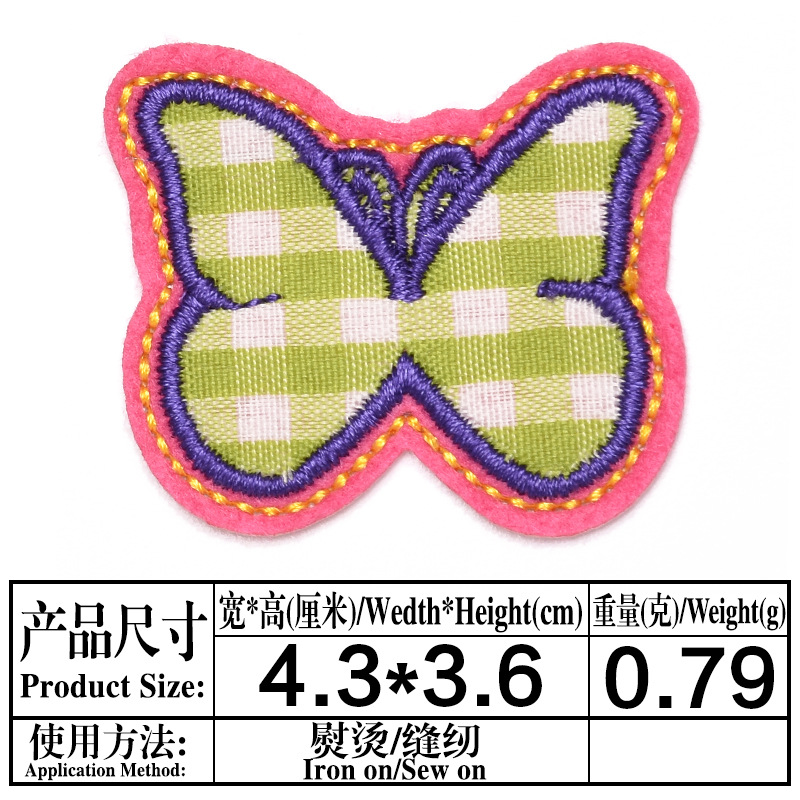 产品尺寸
Product Size:
宽*高(厘米)/Wedth*Height(cm)
重量(克)/Weight(g)
4.3*3.6
0.79
使用方法:
Application Method:
熨烫/缝纫
Iron on/Sew on